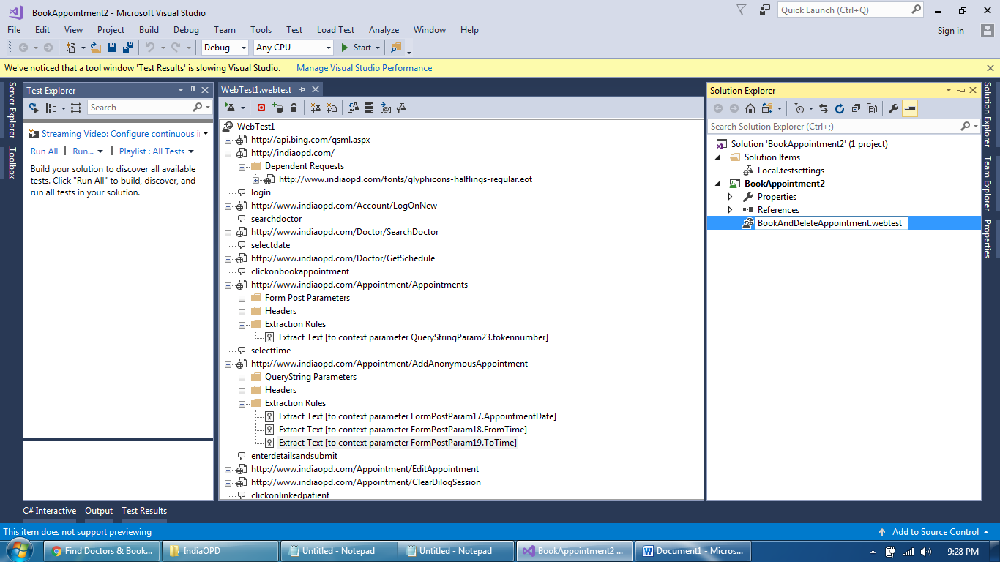 BookAppointment2 - Microsoft Visual Studio
Quick Launch (Ctrl+Q)
File Edit View Project Build Debug Team Tools Test Load Test Analyze Window Help
Sign in
Debug Any CPU Start
We've noticed that a tool window 'Test Results' is slowing Visual Studio. Manage Visual Studio Performance
Server Explorer
Toolbox
Test Explorer
Search
Streaming Video: Configure continuous i
Run All | Run... | Playlist : All Tests
Build your solution to discover all available
tests. Click "Run All" to build, discover, and
run all tests in your solution.
WebTest1.webtest
WebTest1
http://api.bing.com/qsml.aspx
http://indiaopd.com/
Dependent Requests
http://www.indiaopd.com/fonts/glyphicons-halflings-regular.eot
login
http://www.indiaopd.com/Account/LogOnNew
searchdoctor
http://www.indiaopd.com/Doctor/SearchDoctor
selectdate
http://www.indiaopd.com/Doctor/GetSchedule
clickonbookappointment
http://www.indiaopd.com/Appointment/Appointments
Form Post Parameters
Headers
Extraction Rules
Extract Text [to context parameter QueryStringParam23.tokennumber]
selecttime
http://www.indiaopd.com/Appointment/AddAnonymousAppointment
QueryString Parameters
Headers
Extraction Rules
Extract Text [to context parameter FormPostParam17.AppointmentDate]
Extract Text [to context parameter FormPostParam18.FromTime]
Extract Text [to context parameter FormPostParam19.ToTime]
enterdetailsandsubmit
http://www.indiaopd.com/Appointment/EditAppointment
http://www.indiaopd.com/Appointment/ClearDilogSession
clickonlinkedpatient
Solution Explorer
Search Solution Explorer (Ctrl+;)
Solution 'BookAppointment2' (1 project)
Solution Items
Local.testsettings
BookAppointment2
Properties
References
BookAndDeleteAppointment.webtest
Solution Explorer
Team Explorer
Properties
C# Interactive Output Test Results
This item does not support previewing
Add to Source Control
Find Doctors & Book... IndiaOPD Untitled - Notepad Untitled - Notepad BookAppointment2 ... Document1 - Micros... 9:28 PM